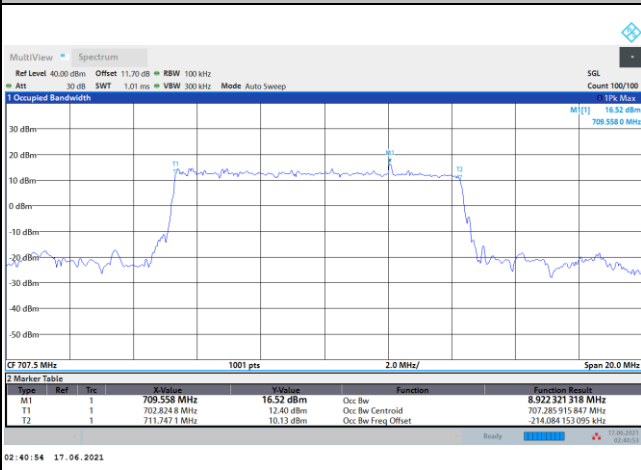 MultiView Spectrum
Ref Level 40.00 dBm Offset 11.70 dB RBW 100 kHz SGL
Att 30 dB SWT 1.01 ms VBW 300 kHz Mode Auto Sweep Count 100/100
1 Occupied Bandwidth 1Pk Max
M1[1] 16.52 dBm
709.558 0 MHz
30 dBm
20 dBm
M1
T1
T2
10 dBm
0 dBm
-10 dBm
-20 dBm
-30 dBm
-40 dBm
-50 dBm
CF 707.5 MHz 1001 pts 2.0 MHz/ Span 20.0 MHz
2 Marker Table
Type Ref Trc X-Value Y-Value Function Function Result
M1 1 709.558 MHz 16.52 dBm Occ Bw 8.922 321 318 MHz
T1 1 702.824 8 MHz 12.40 dBm Occ Bw Centroid 707.285 915 847 MHz
T2 1 711.747 1 MHz 10.13 dBm Occ Bw Freq Offset -214.084 153 095 kHz
Ready 17.06.2021
02:40:53
02:40:54 17.06.2021